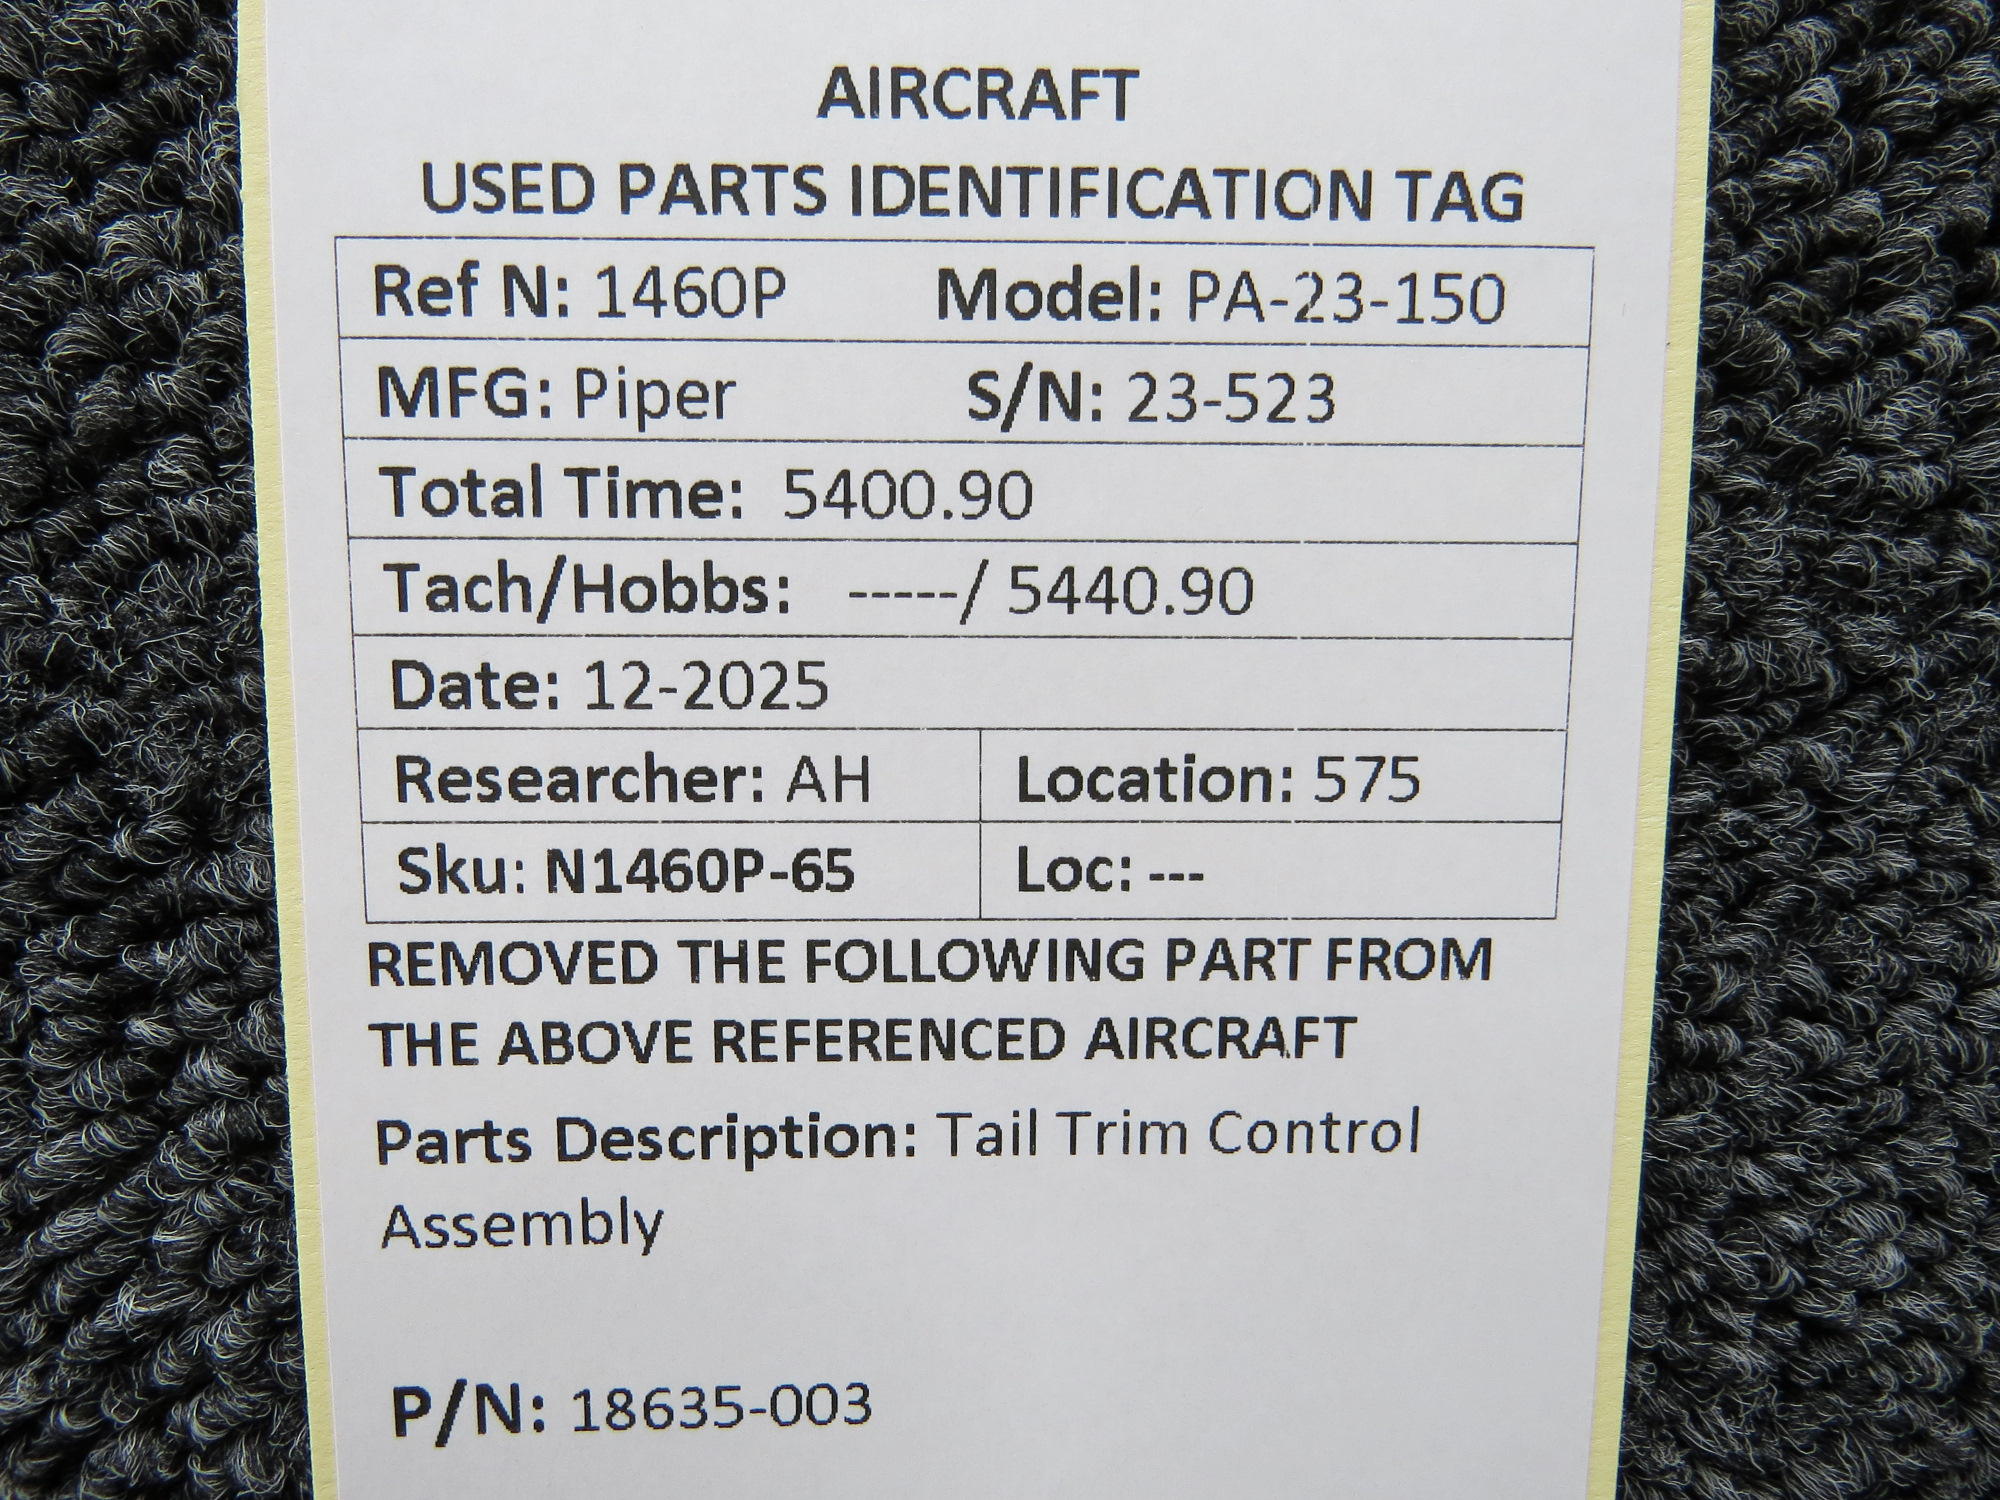 AIRCRAFT
USED PARTS IDENTIFICATION TAG
Ref N: 1460P Model: PA-23-150
MFG: Piper S/N: 23-523
Total Time: 5400.90
Tach/Hobbs: -----/ 5440.90
Date: 12-2025
Researcher: AH Location: 575
Sku: N1460P-65 Loc: ---
REMOVED THE FOLLOWING PART FROM
THE ABOVE REFERENCED AIRCRAFT
Parts Description: Tail Trim Control
Assembly
P/N: 18635-003